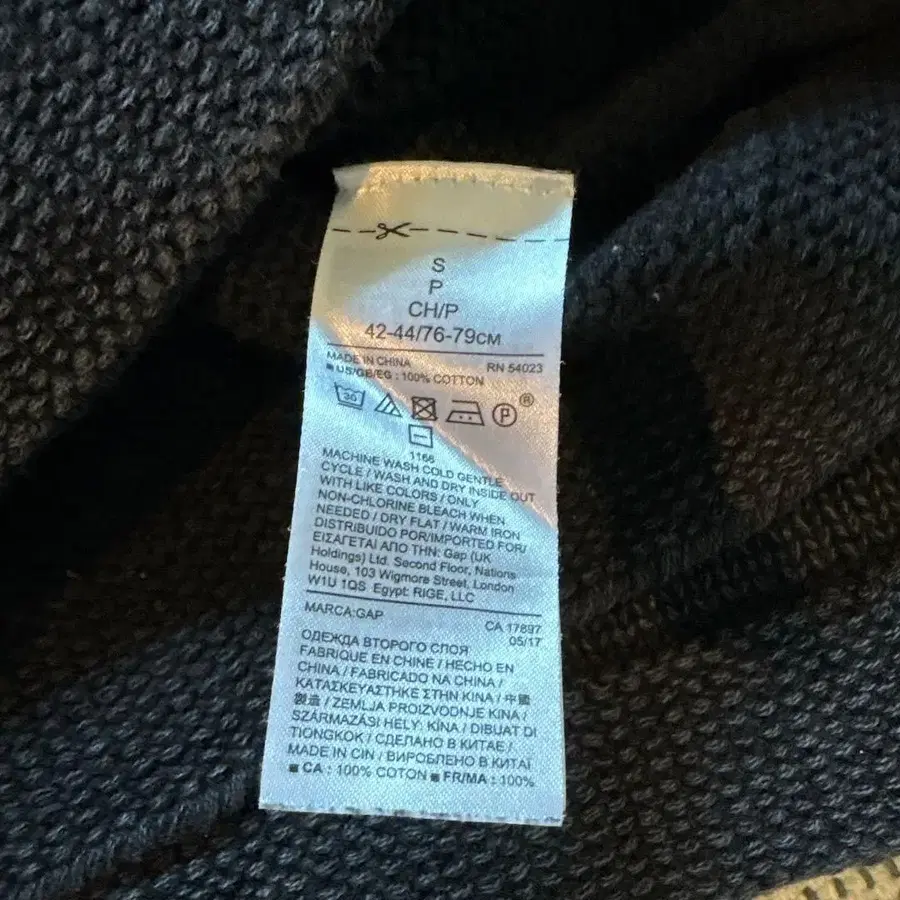 S
P
CH/P
42-44/76-79CM
MADE IN CHINA RN 54023
■ US/GB/EG : 100% COTTON
30 P ®
1166
MACHINE WASH COLD GENTLE
CYCLE / WASH AND DRY INSIDE OUT
WITH LIKE COLORS / ONLY
NON-CHLORINE BLEACH WHEN
NEEDED / DRY FLAT / WARM IRON
DISTRIBUIDO POR/IMPORTED FOR/
ΕΙΣΑΓΕΤΑΙ ΑΠΟ ΤΗΝ: Gap (UK
Holdings) Ltd. Second Floor, Nations
House, 103 Wigmore Street, London
W1U 1QS Egypt: RIGE, LLC
MARCA:GAP CA 17897
05/17
ОДЕЖДА ВТОРОГО СЛОЯ
FABRIQUE EN CHINE / HECHO EN
CHINA / FABRICADO NA CHINA /
ΚΑΤΑΣΚΕΥΑΣΤΗΚΕ ΣΤΗΝ ΚΙΝΑ / 中國
製造 / ZEMLJA PROIZVODNJE KINA /
SZÁRMAZÁSI HELY: KÍNA / DIBUAT DI
TIONGKOK / СДЕЛАНО В КИТАЕ /
MADE IN CIN / ВИРОБЛЕНО В КИТАЇ
■ CA : 100% COTON ■ FR/MA : 100%